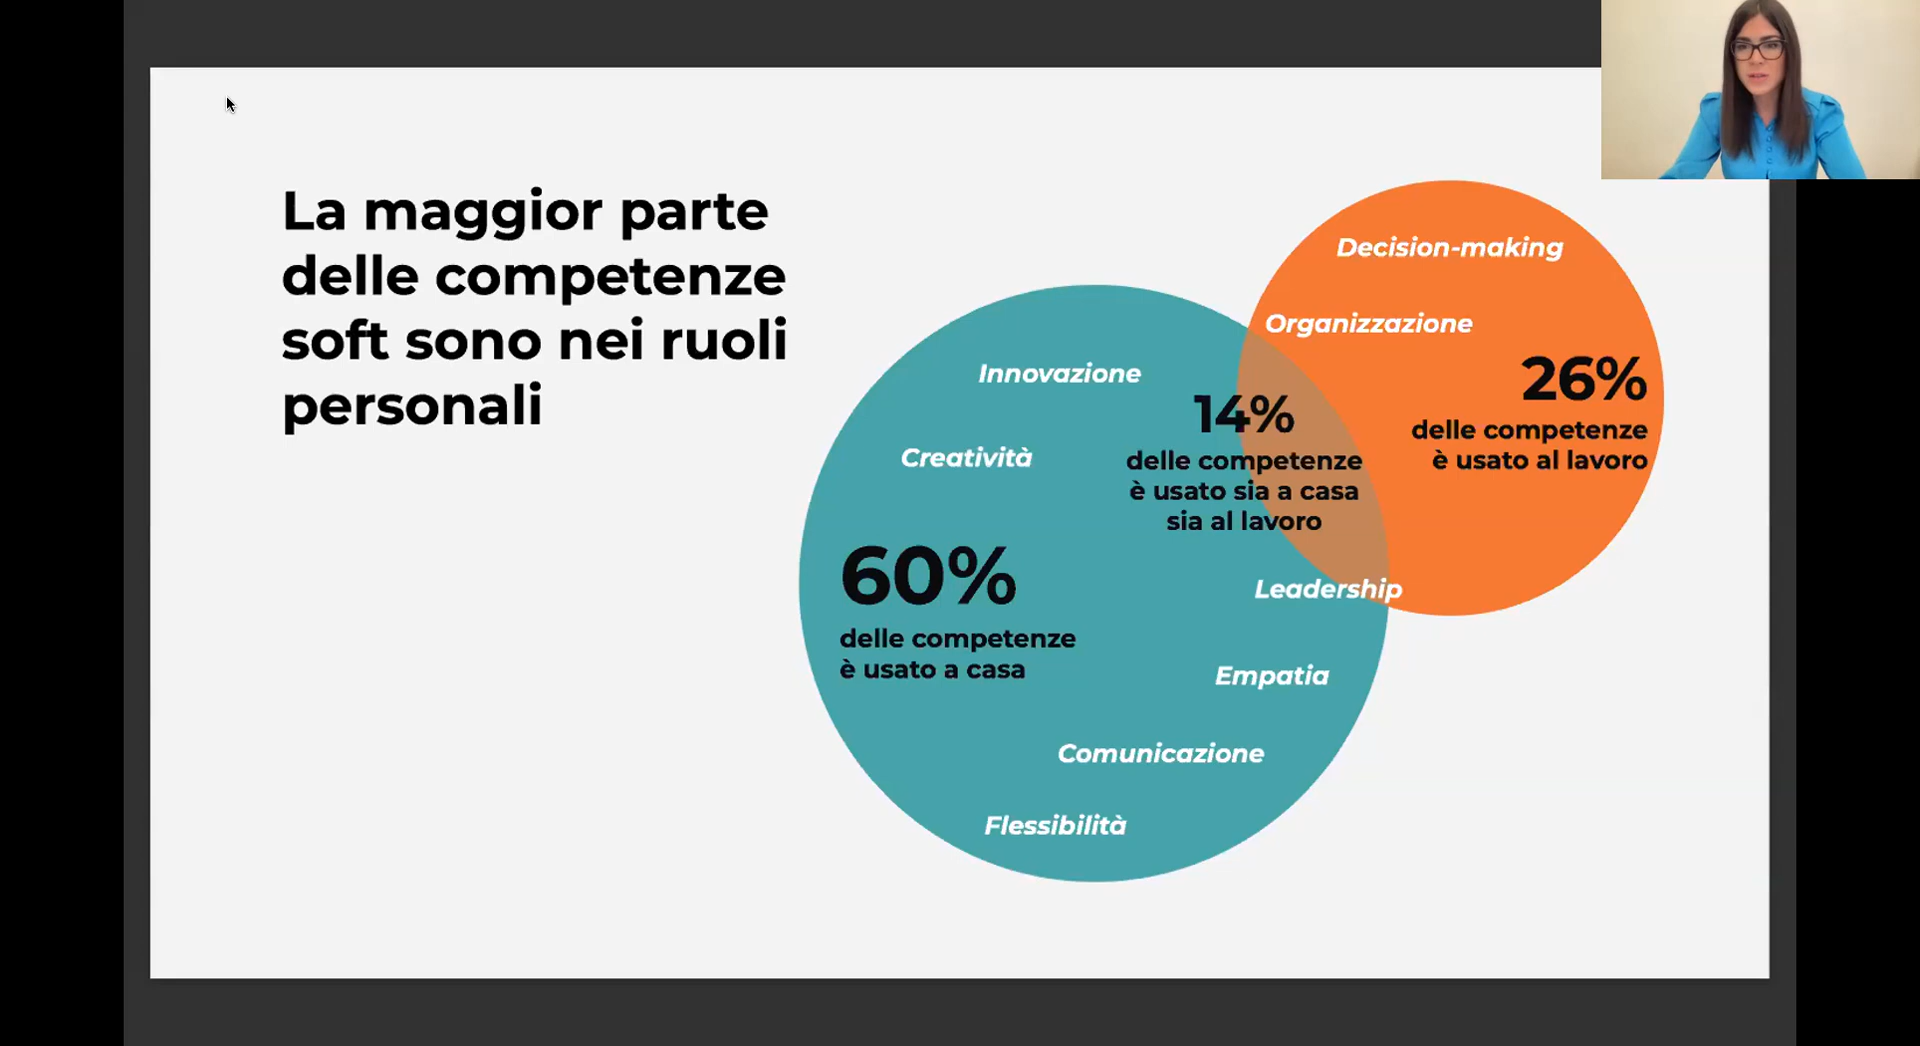 La maggior parte
delle competenze
soft sono nei ruoli
personali
Decision-making
Organizzazione
26%
delle competenze
è usato al lavoro
Innovazione
14%
delle competenze
è usato sia a casa
sia al lavoro
Creatività
60%
delle competenze
è usato a casa
Leadership
Empatia
Comunicazione
Flessibilità